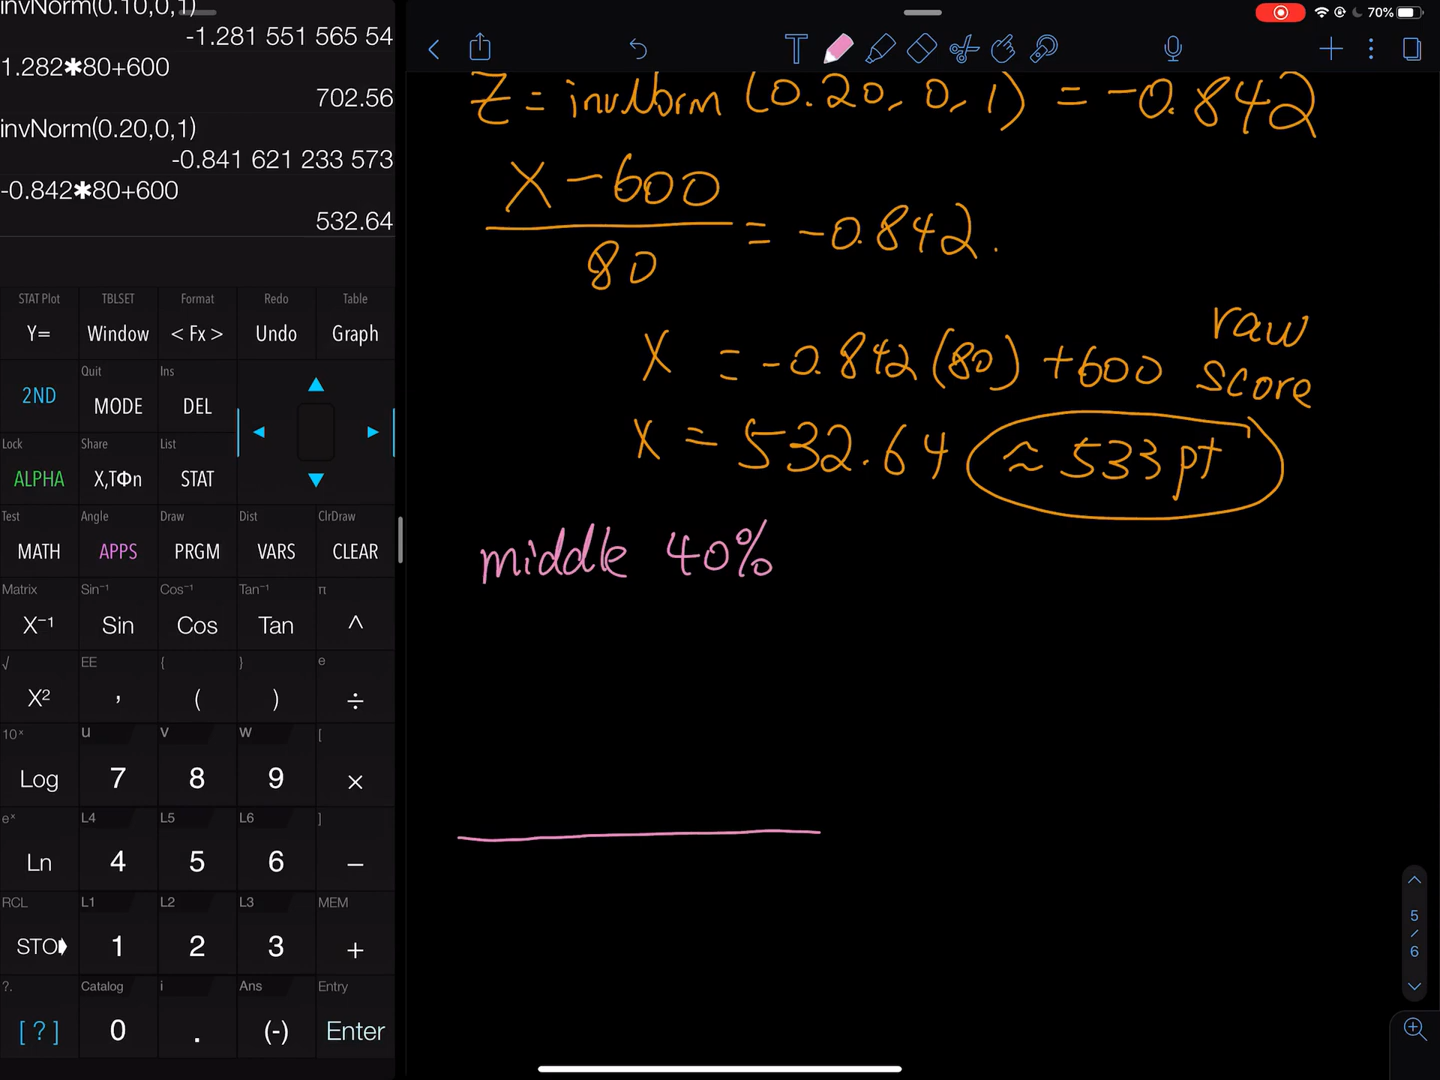 invNorm(0.10,0,1)
-1.281 551 565 54
1.282✱80+600
702.56
invNorm(0.20,0,1)
-0.841 621 233 573
-0.842✱80+600
532.64
STAT Plot TBLSET Format Redo Table
Y= Window < Fx > Undo Graph
Quit Ins
2ND MODE DEL
Lock Share List
ALPHA X,TΦn STAT
Test Angle Draw Dist ClrDraw
MATH APPS PRGM VARS CLEAR
Matrix Sin⁻¹ Cos⁻¹ Tan⁻¹ π
X⁻¹ Sin Cos Tan ^
√ EE { } e
X² , ( ) ÷
10ˣ u V W [
Log 7 8 9 ×
eˣ L4 L5 L6 ]
Ln 4 5 6 −
RCL L1 L2 L3 MEM
STO 1 2 3 +
?. Catalog i Ans Entry
[ ? ] 0 . (-) Enter
70%
T
Z = invNorm (0.20, 0, 1) = -0.842
X - 600
80
= -0.842.
X = -0.842(80) + 600
raw
score
X = 532.64 ≈ 533 pt
middle 40%
5
/
6